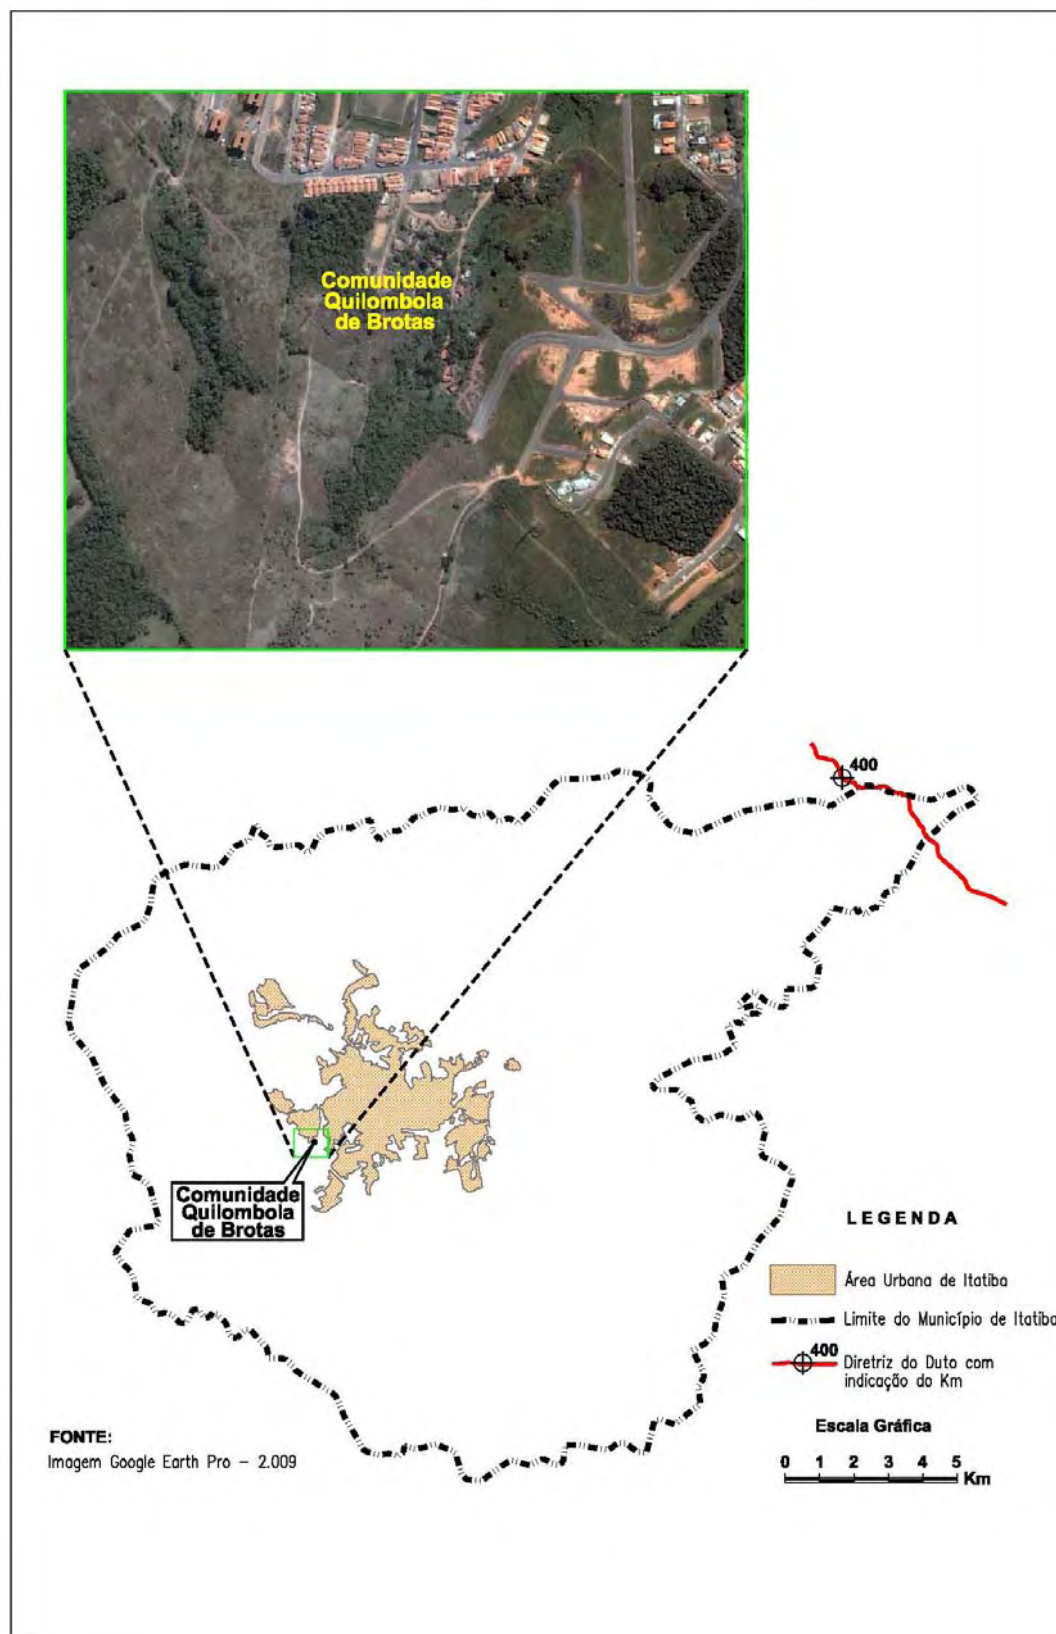 Comunidade
Quilombola
de Brotas
400
Comunidade
Quilombola
de Brotas
LEGENDA
Área Urbana de Itatiba
Limite do Município de Itatiba
400
Diretriz do Duto com
indicação do Km
Escala Gráfica
0 1 2 3 4 5
Km
FONTE:
Imagem Google Earth Pro - 2.009